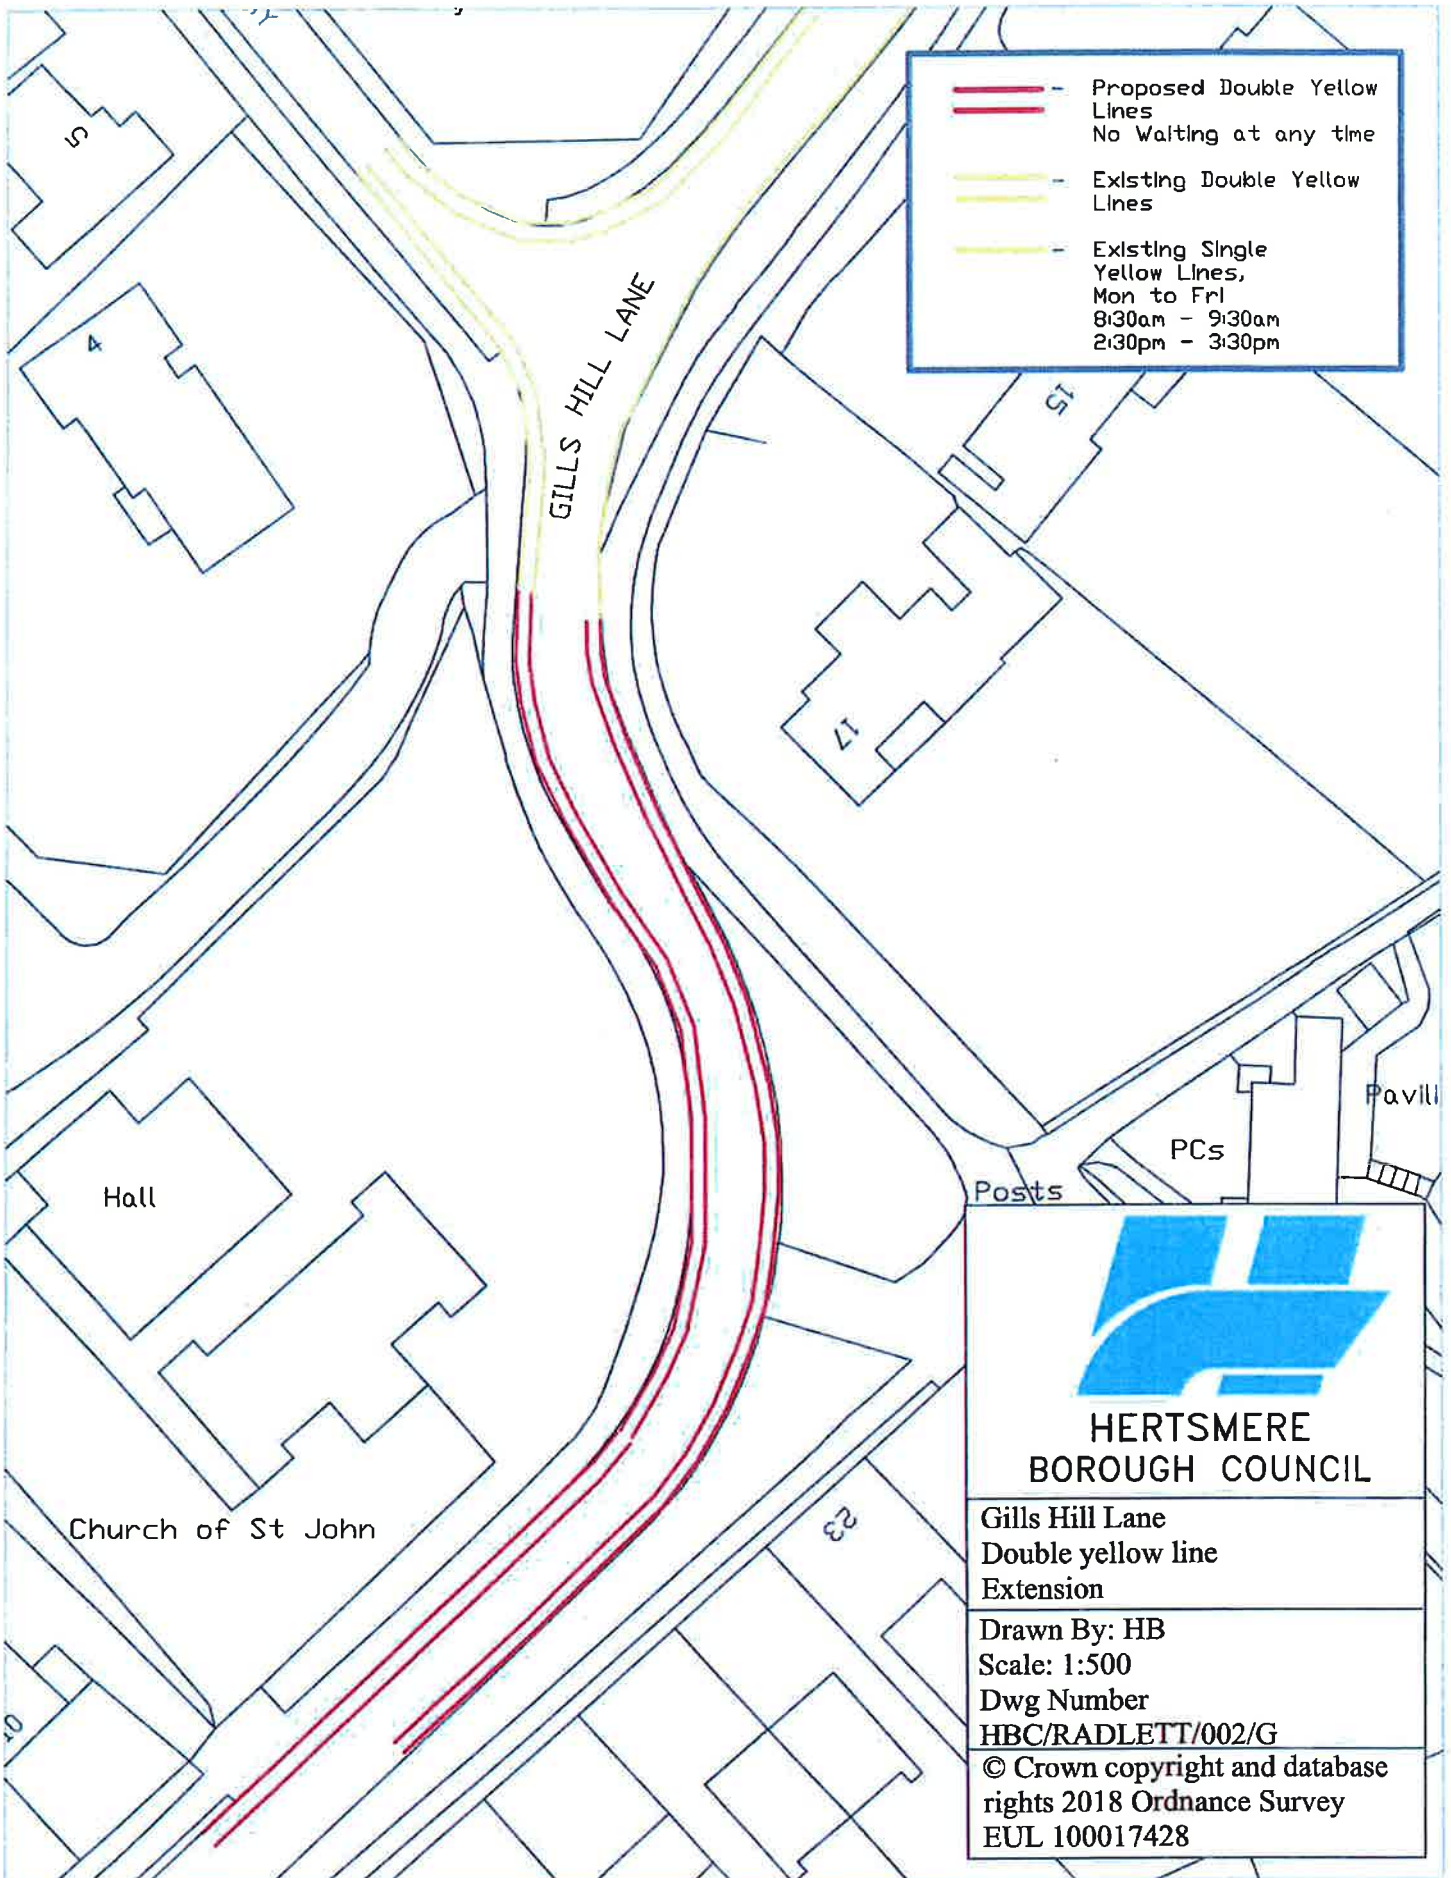 Proposed Double Yellow
Lines
No Waiting at any time
Existing Double Yellow
Lines
Existing Single
Yellow Lines,
Mon to Fri
8:30am - 9:30am
2:30pm - 3:30pm
5
4
GILLS HILL LANE
15
17
Pavili
PCs
Posts
Hall
Church of St John
23
10
HERTSMERE
BOROUGH COUNCIL
Gills Hill Lane
Double yellow line
Extension
Drawn By: HB
Scale: 1:500
Dwg Number
HBC/RADLETT/002/G
© Crown copyright and database
rights 2018 Ordnance Survey
EUL 100017428